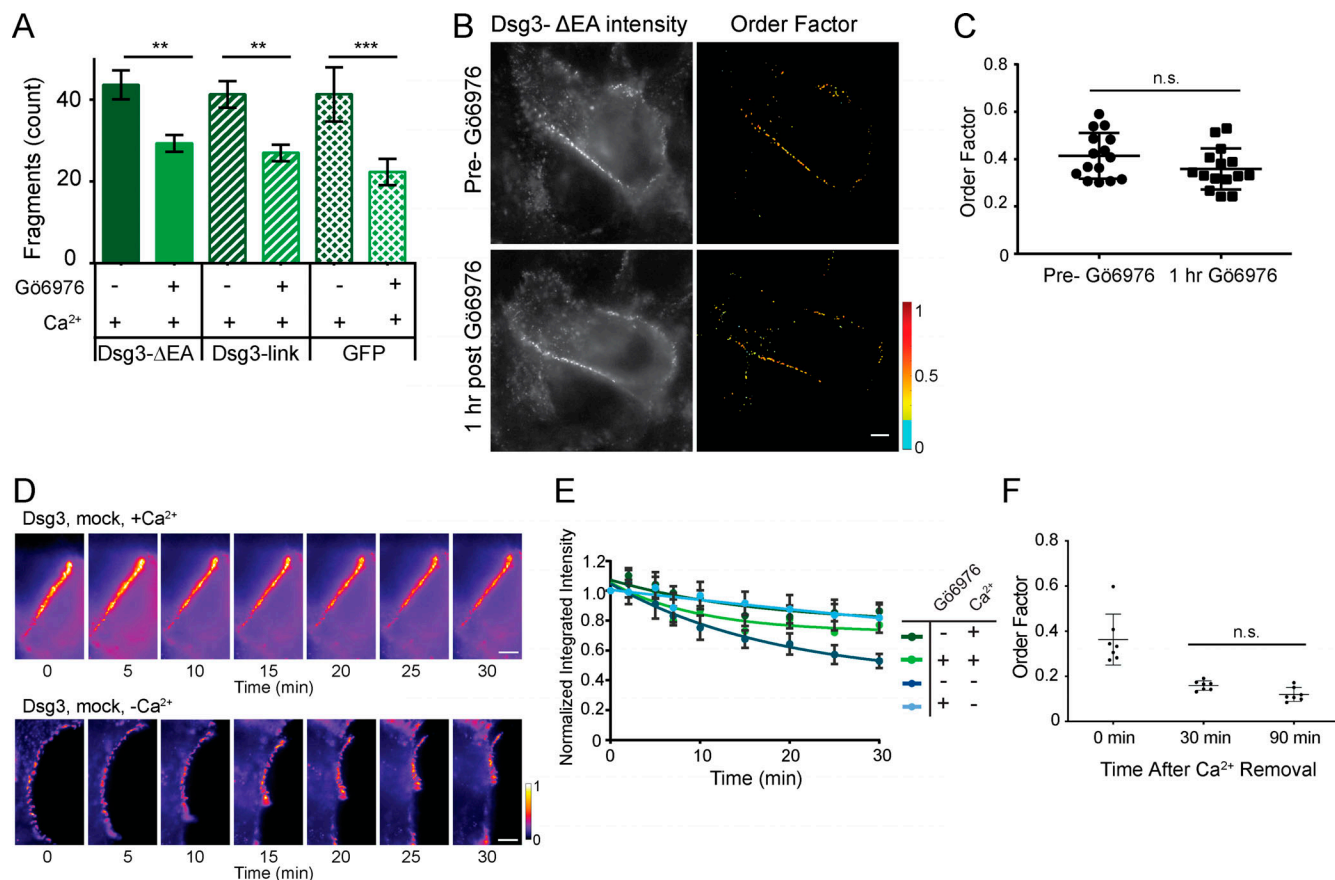 A
** ** ***
Fragments (count)
40
20
0
Gö6976 - + - + - +
Ca²⁺ + + + + + +
Dsg3-ΔEA Dsg3-link GFP
B
Dsg3- ΔEA intensity Order Factor
Pre- Gö6976
1 hr post Gö6976
1
0.5
0
C
Order Factor
0.8
0.6
0.4
0.2
0
n.s.
Pre- Gö6976 1 hr Gö6976
D
Dsg3, mock, +Ca²⁺
0 5 10 15 20 25 30
Time (min)
Dsg3, mock, -Ca²⁺
1
0
0 5 10 15 20 25 30
Time (min)
E
Normalized Integrated Intensity
1.2
1.0
0.8
0.6
0.4
0.2
0
0 10 20 30
Time (min)
Gö6976 Ca²⁺
- +
+ +
- -
+ -
F
Order Factor
0.8
0.6
0.4
0.2
0
n.s.
0 min 30 min 90 min
Time After Ca²⁺ Removal